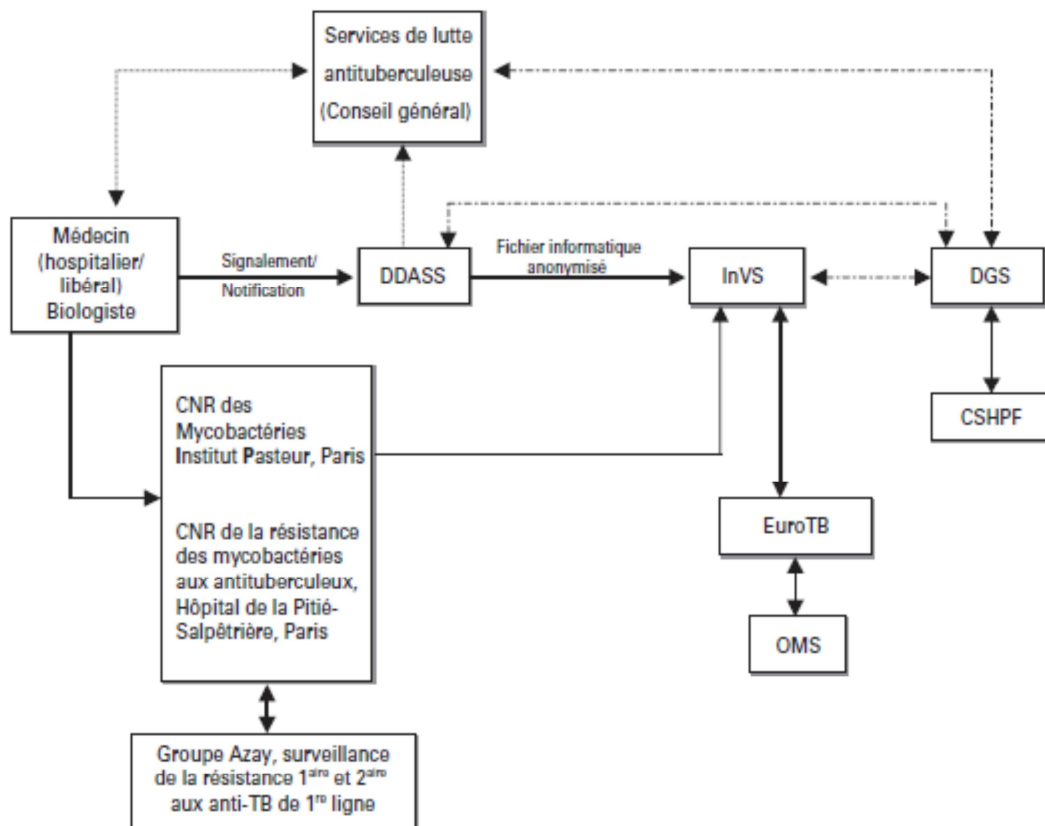 Services de lutte
antituberculeuse
(Conseil général)
Médecin
(hospitalier/
libéral)
Biologiste
Signalement/
Notification
DDASS
Fichier informatique
anonymisé
InVS
DGS
CSHPF
CNR des
Mycobactéries
Institut Pasteur, Paris
CNR de la résistance
des mycobactéries
aux antituberculeux,
Hôpital de la Pitié-
Salpêtrière, Paris
EuroTB
OMS
Groupe Azay, surveillance
de la résistance 1aire et 2aire
aux anti-TB de 1re ligne